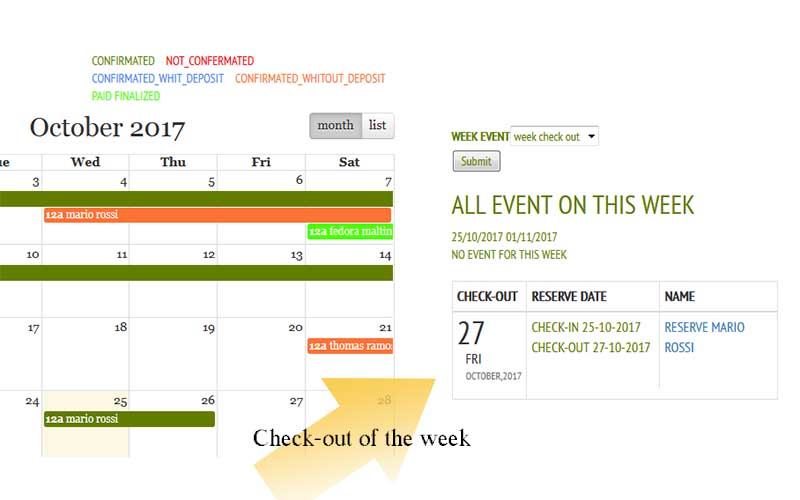 CONFIRMED NOT_CONFERMATED
CONFIRMATED_WHIT_DEPOSIT CONFIRMATED_WHITOUT_DEPOSIT
PAID FINALIZED
October 2017
month list
ue Wed Thu Fri Sat
3 4 5 6 7
12a mario rossi
12a fedora maltin
10 11 12 13 14
17 18 19 20 21
12a thomas ramo
24 25 26 27 28
12a mario rossi
Check-out of the week
WEEK EVENT week check out
Submit
ALL EVENT ON THIS WEEK
25/10/2017 01/11/2017
NO EVENT FOR THIS WEEK
CHECK-OUT RESERVE DATE NAME
27
FRI
OCTOBER,2017
CHECK-IN 25-10-2017
CHECK-OUT 27-10-2017
RESERVE MARIO
ROSSI